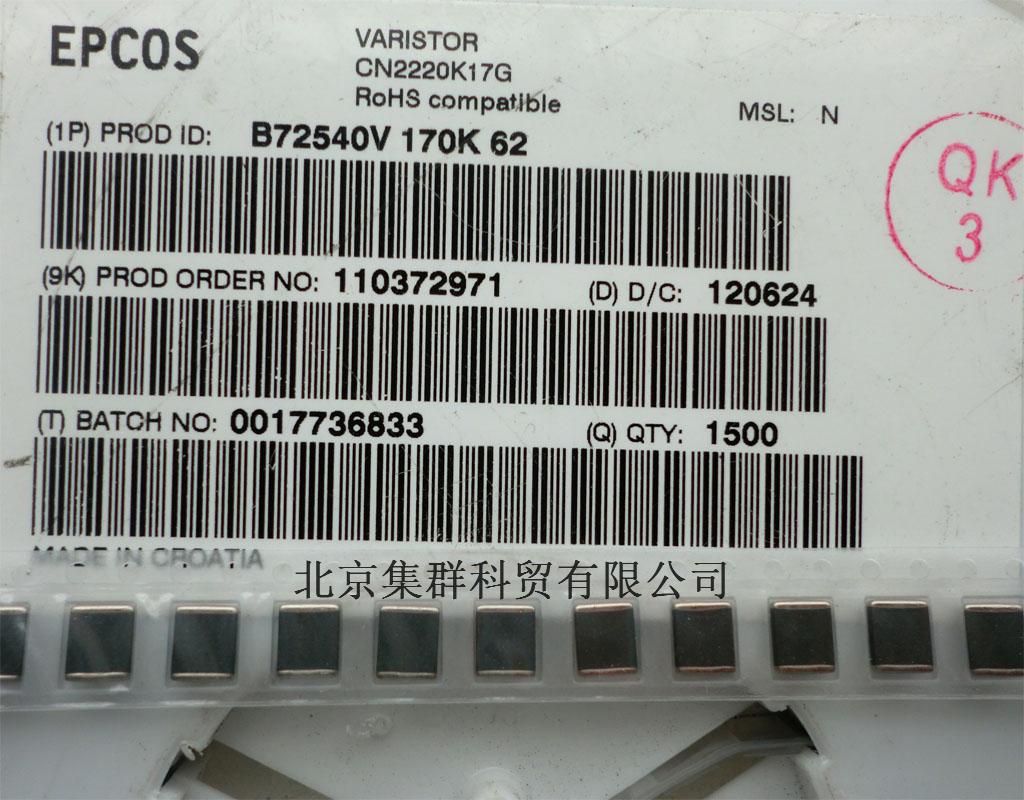 EPCOS
VARISTOR
CN2220K17G
RoHS compatible
MSL: N
(1P) PROD ID: B72540V 170K 62
QK
3
(9K) PROD ORDER NO: 110372971 (D) D/C: 120624
(T) BATCH NO: 0017736833 (Q) QTY: 1500
MADE IN CROATIA
北京集群科贸有限公司